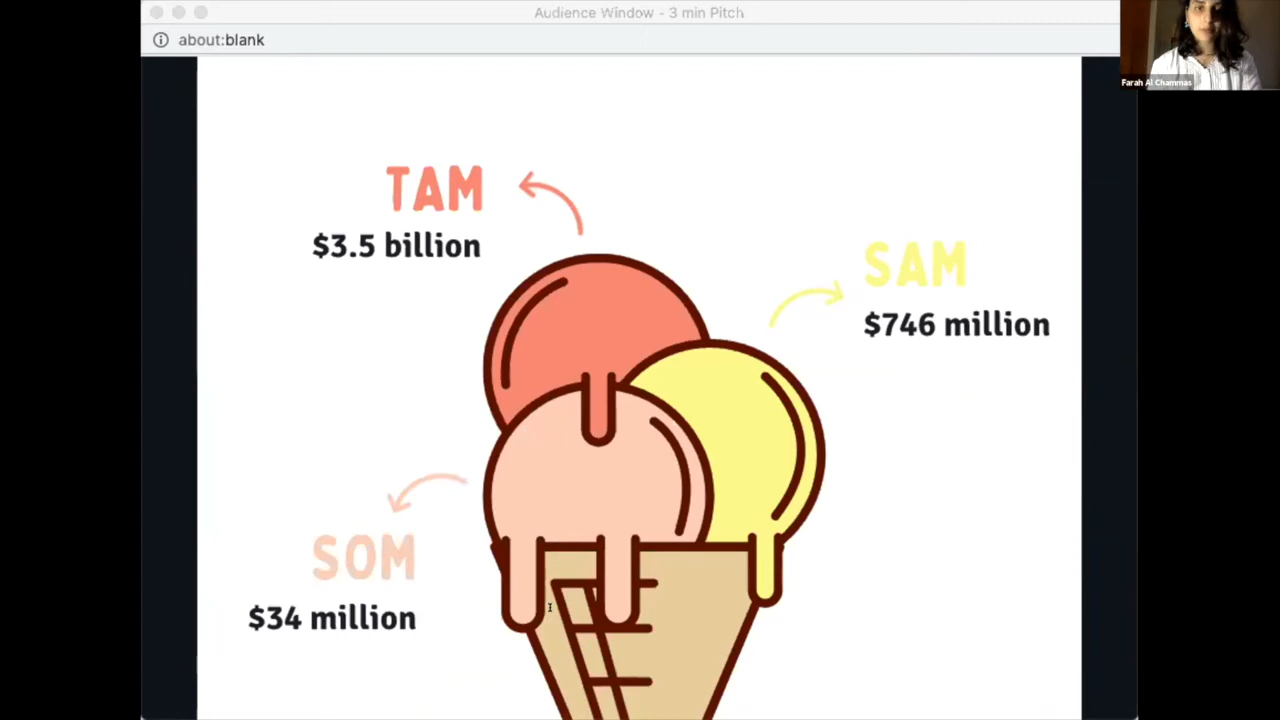 Audience Window - 3 min Pitch
about:blank
Farah Al Chammas
TAM
$3.5 billion
SAM
$746 million
SOM
$34 million